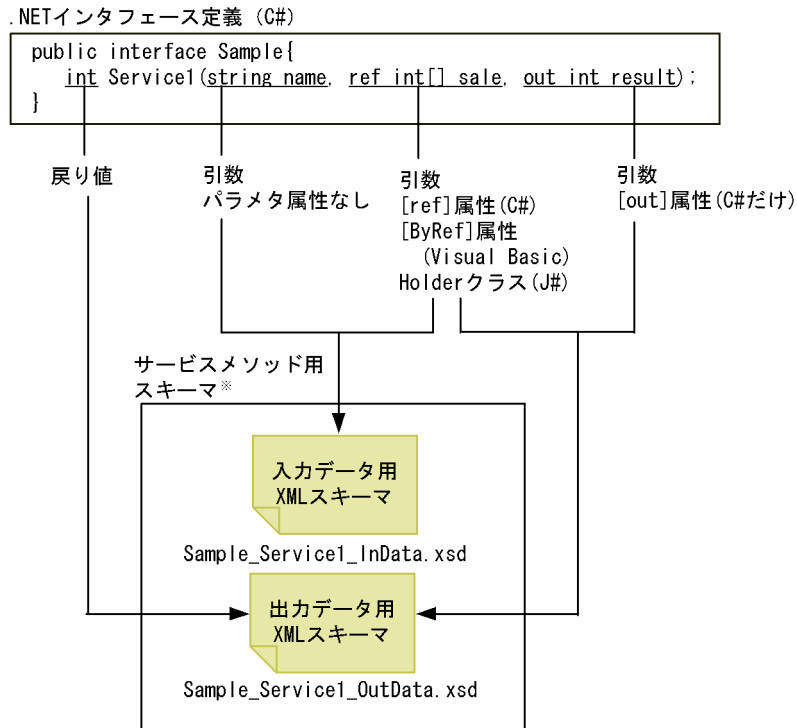 .NETインタフェース定義（C#）
public interface Sample{
int Service1(string name, ref int[] sale, out int result);
}
戻り値
引数
パラメタ属性なし
引数
[ref]属性(C#)
[ByRef]属性
(Visual Basic)
Holderクラス(J#)
引数
[out]属性(C#だけ)
サービスメソッド用
スキーマ※
入力データ用
XMLスキーマ
Sample_Service1_InData.xsd
出力データ用
XMLスキーマ
Sample_Service1_OutData.xsd